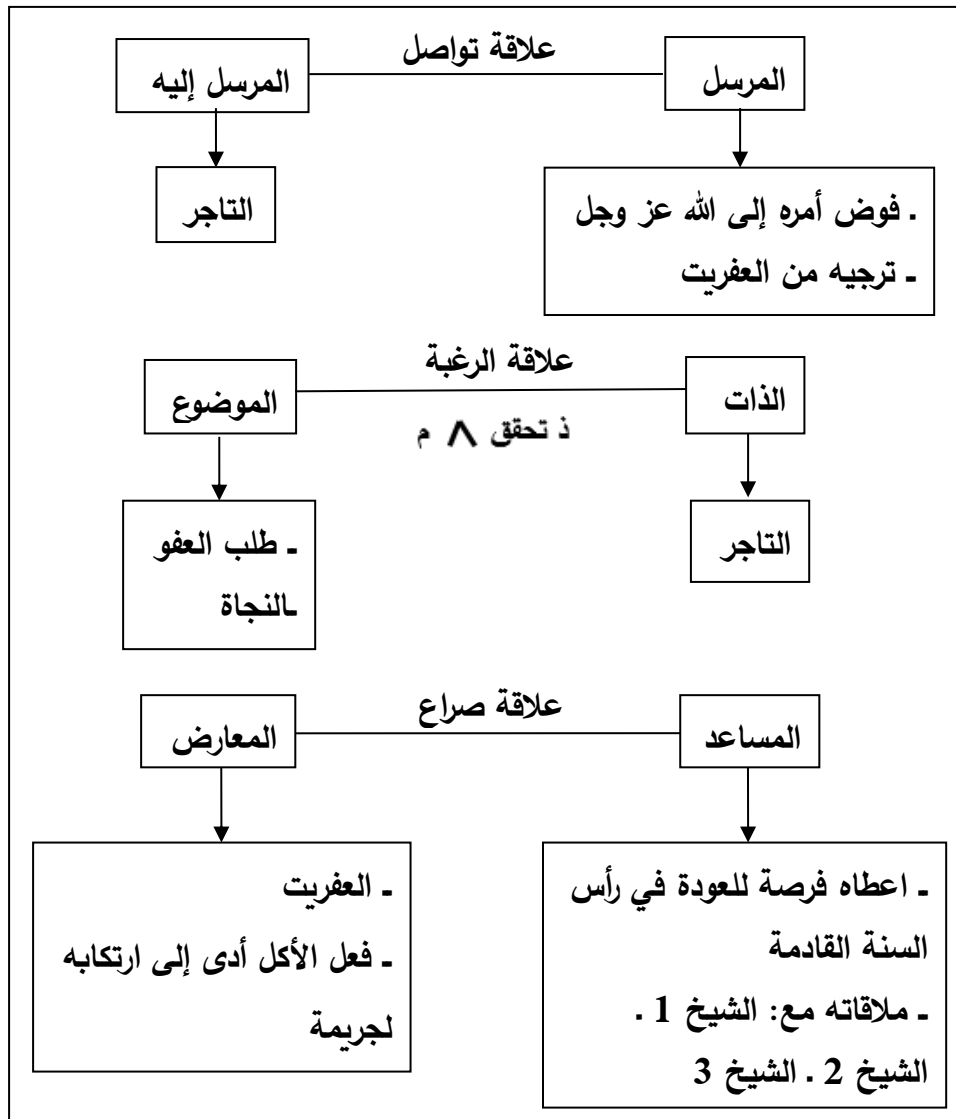 علاقة تواصل
المرسل
المرسل إليه
. فوض أمره إلى الله عز وجل
ـ ترجيه من العفريت
التاجر
علاقة الرغبة
الذات
الموضوع
ذ تحقق ٨ م
التاجر
ـ طلب العفو
ـالنجاة
علاقة صراع
المساعد
المعارض
ـ اعطاه فرصة للعودة في رأس
السنة القادمة
ـ ملاقاته مع: الشيخ 1 .
الشيخ 2 . الشيخ 3
ـ العفريت
ـ فعل الأكل أدى إلى ارتكابه
لجريمة